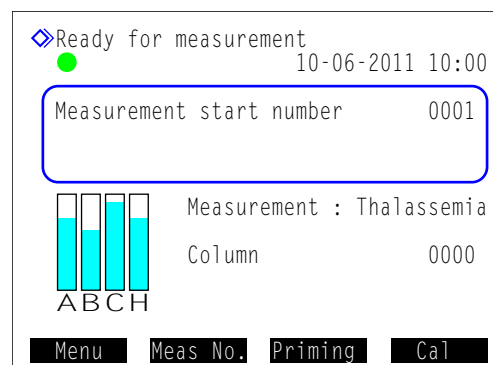 Ready for measurement
10-06-2011 10:00
Measurement start number 0001
Measurement : Thalassemia
Column 0000
ABCH
Menu Meas No. Priming Cal